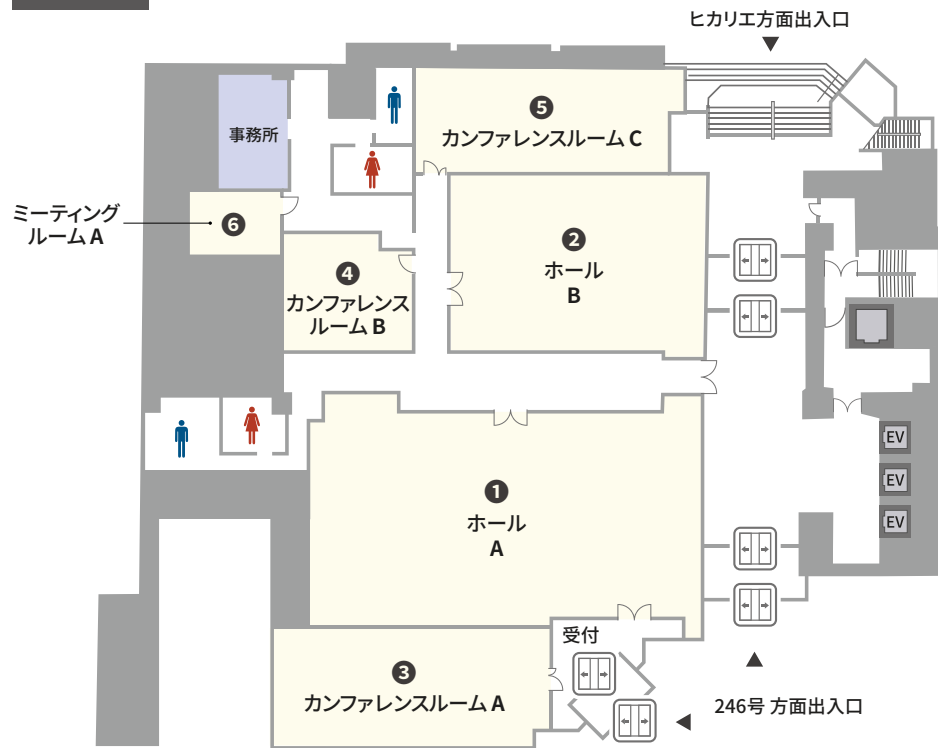 ヒカリエ方面出入口
❺
カンファレンスルーム C
事務所
ミーティング
ルーム A
❻
❷
ホール
B
❹
カンファレンス
ルーム B
❶
ホール
A
EV
EV
EV
受付
❸
カンファレンスルーム A
246号 方面出入口